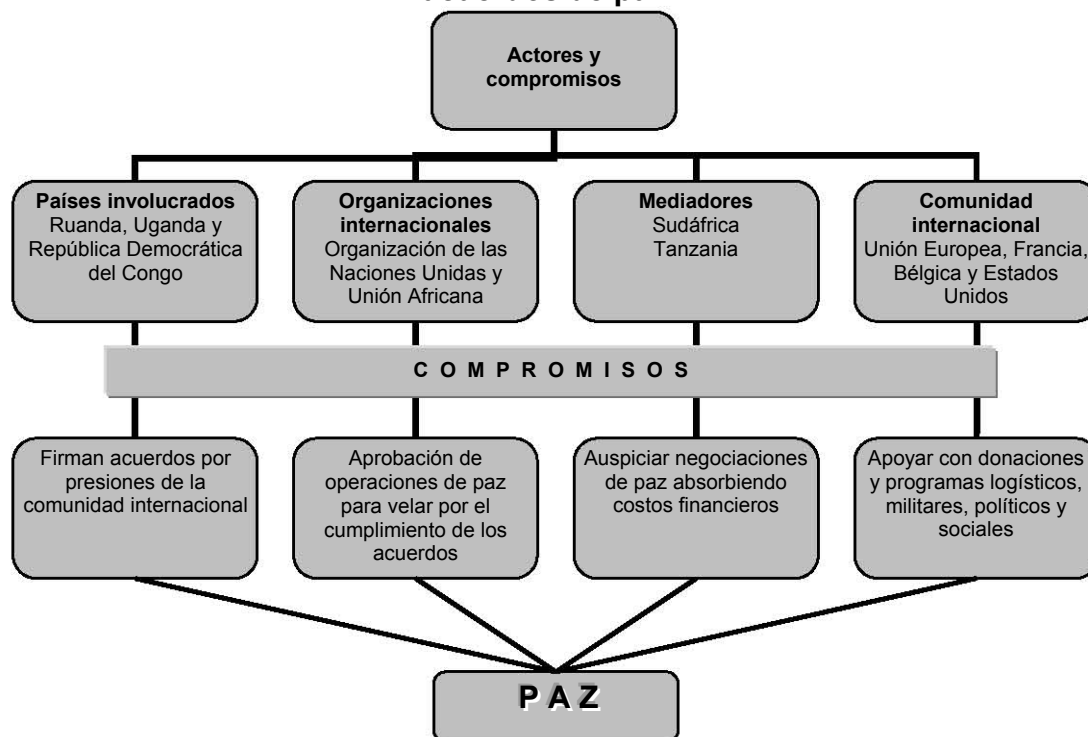 Actores y
compromisos
Países involucrados
Ruanda, Uganda y
República Democrática
del Congo
Organizaciones
internacionales
Organización de las
Naciones Unidas y
Unión Africana
Mediadores
Sudáfrica
Tanzania
Comunidad
internacional
Unión Europea, Francia,
Bélgica y Estados
Unidos
C O M P R O M I S O S
Firman acuerdos por
presiones de la
comunidad internacional
Aprobación de
operaciones de paz
para velar por el
cumplimiento de los
acuerdos
Auspiciar negociaciones
de paz absorbiendo
costos financieros
Apoyar con donaciones
y programas logísticos,
militares, políticos y
sociales
P A Z